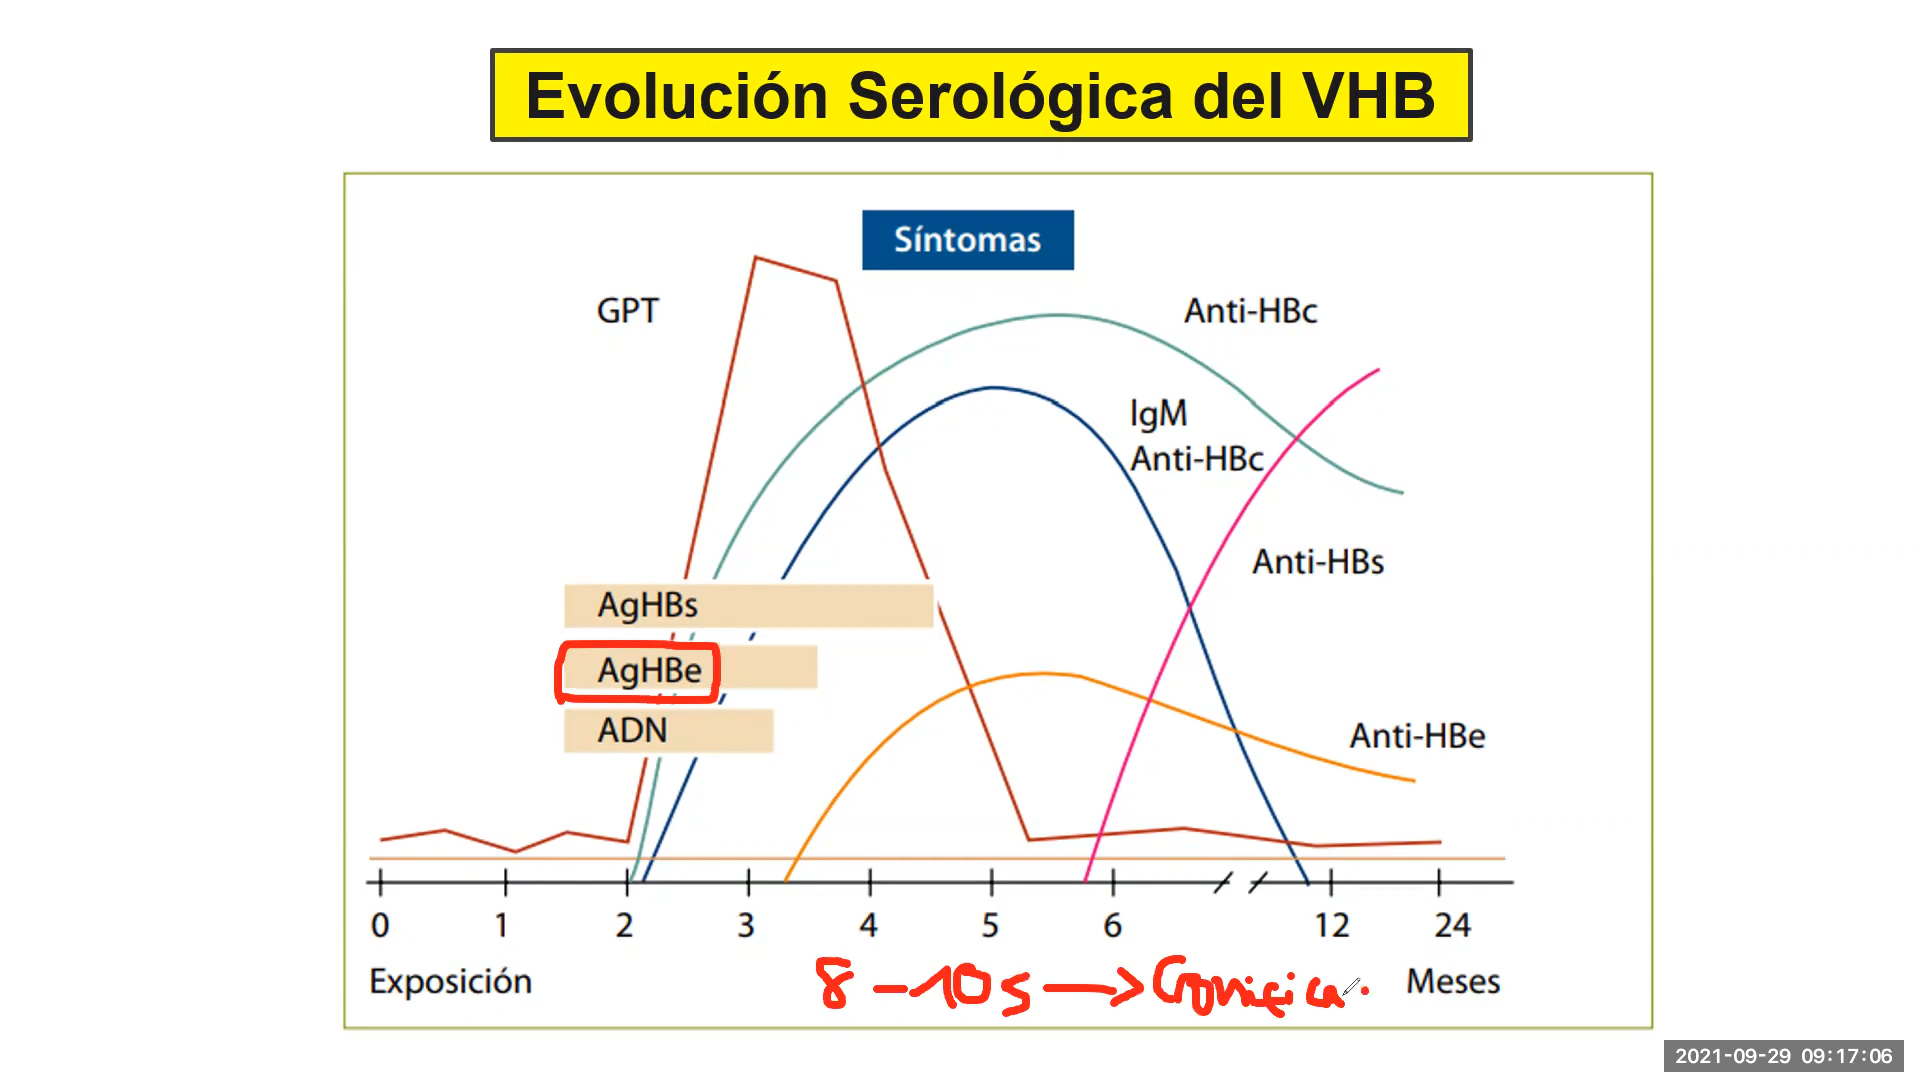 Evolución Serológica del VHB
Síntomas
GPT
Anti-HBc
IgM
Anti-HBc
Anti-HBs
AgHBs
AgHBe
ADN
Anti-HBe
0 1 2 3 4 5 6 12 24
Exposición
8 - 10 s → Cronifica.
Meses
2021-09-29 09:17:06